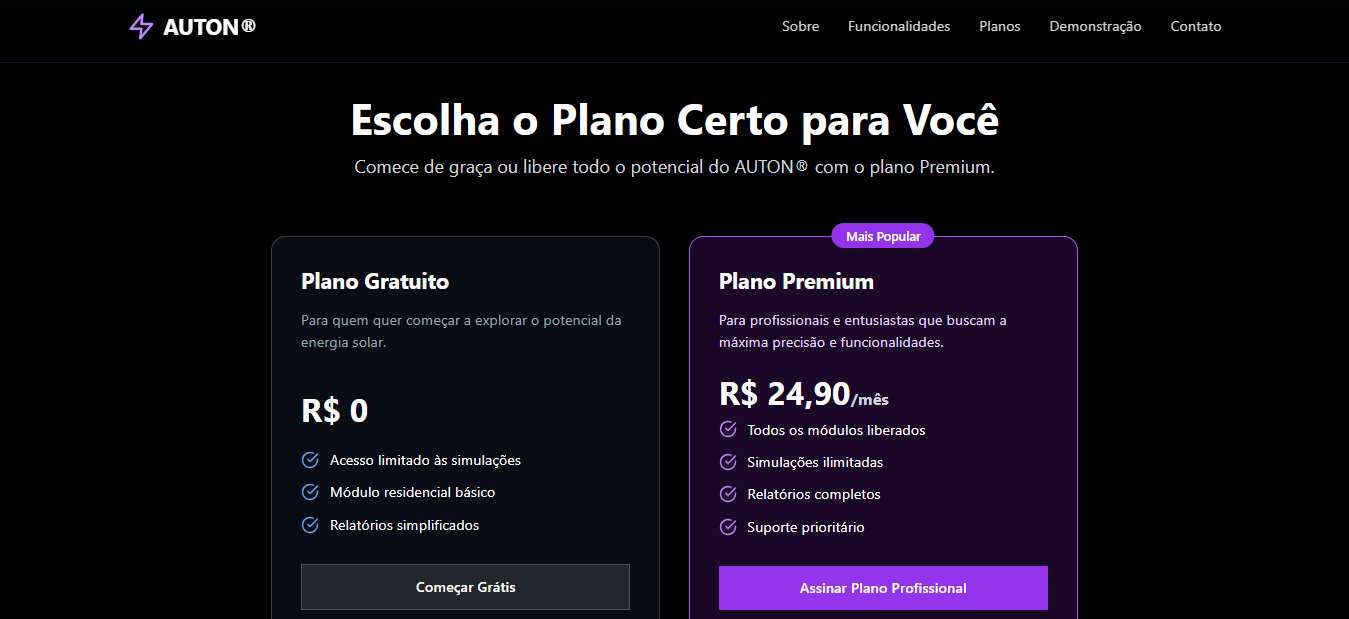 AUTON®
Sobre
Funcionalidades
Planos
Demonstração
Contato
Escolha o Plano Certo para Você
Comece de graça ou libere todo o potencial do AUTON® com o plano Premium.
Plano Gratuito
Para quem quer começar a explorar o potencial da
energia solar.
R$ 0
Acesso limitado às simulações
Módulo residencial básico
Relatórios simplificados
Começar Grátis
Mais Popular
Plano Premium
Para profissionais e entusiastas que buscam a
máxima precisão e funcionalidades.
R$ 24,90/mês
Todos os módulos liberados
Simulações ilimitadas
Relatórios completos
Suporte prioritário
Assinar Plano Profissional